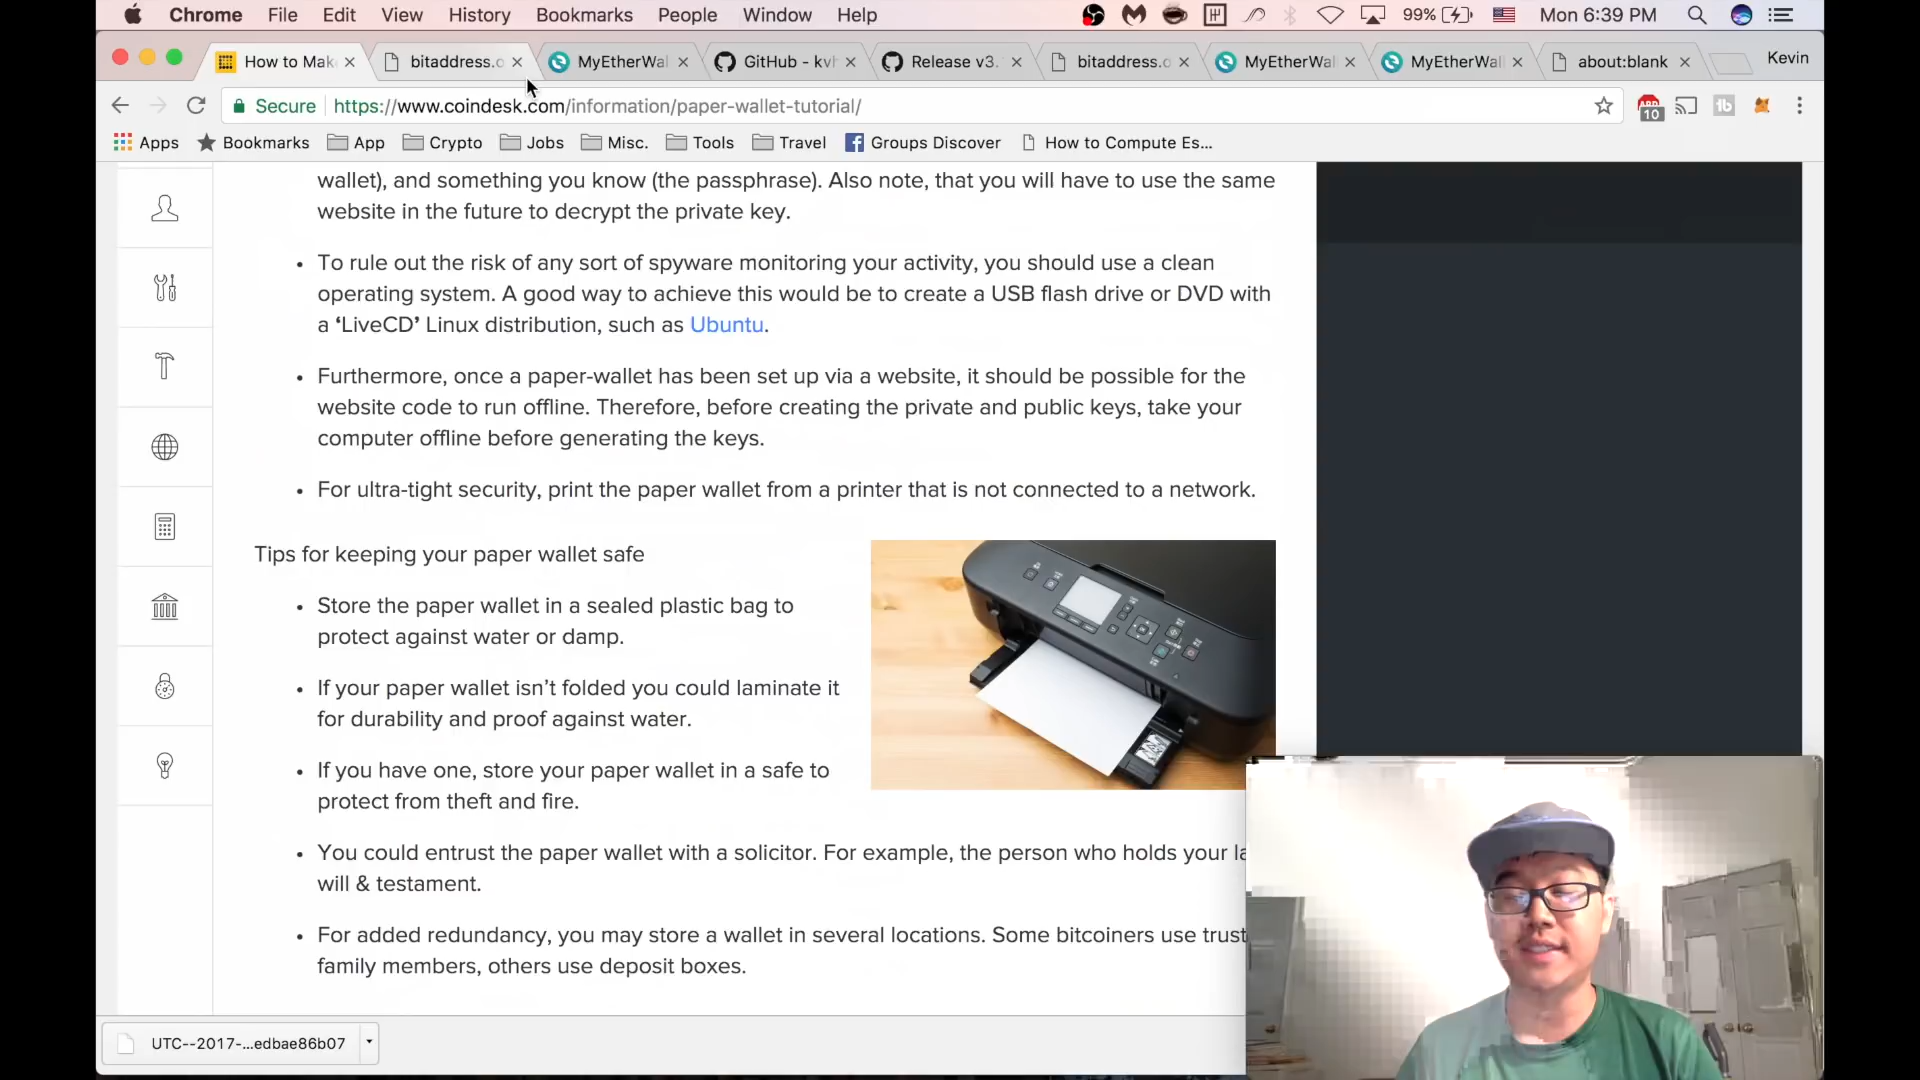 Chrome File Edit View History Bookmarks People Window Help 99% Mon 6:39 PM
How to Mak bitaddress.o MyEtherWal GitHub - kvh Release v3. bitaddress.o MyEtherWal MyEtherWal about:blank Kevin
Secure https://www.coindesk.com/information/paper-wallet-tutorial/ 10
Apps Bookmarks App Crypto Jobs Misc. Tools Travel Groups Discover How to Compute Es...
wallet), and something you know (the passphrase). Also note, that you will have to use the same
website in the future to decrypt the private key.
• To rule out the risk of any sort of spyware monitoring your activity, you should use a clean
operating system. A good way to achieve this would be to create a USB flash drive or DVD with
a ‘LiveCD’ Linux distribution, such as Ubuntu.
• Furthermore, once a paper-wallet has been set up via a website, it should be possible for the
website code to run offline. Therefore, before creating the private and public keys, take your
computer offline before generating the keys.
• For ultra-tight security, print the paper wallet from a printer that is not connected to a network.
Tips for keeping your paper wallet safe
• Store the paper wallet in a sealed plastic bag to
protect against water or damp.
• If your paper wallet isn’t folded you could laminate it
for durability and proof against water.
• If you have one, store your paper wallet in a safe to
protect from theft and fire.
• You could entrust the paper wallet with a solicitor. For example, the person who holds your la
will & testament.
• For added redundancy, you may store a wallet in several locations. Some bitcoiners use trust
family members, others use deposit boxes.
UTC--2017-...edbae86b07